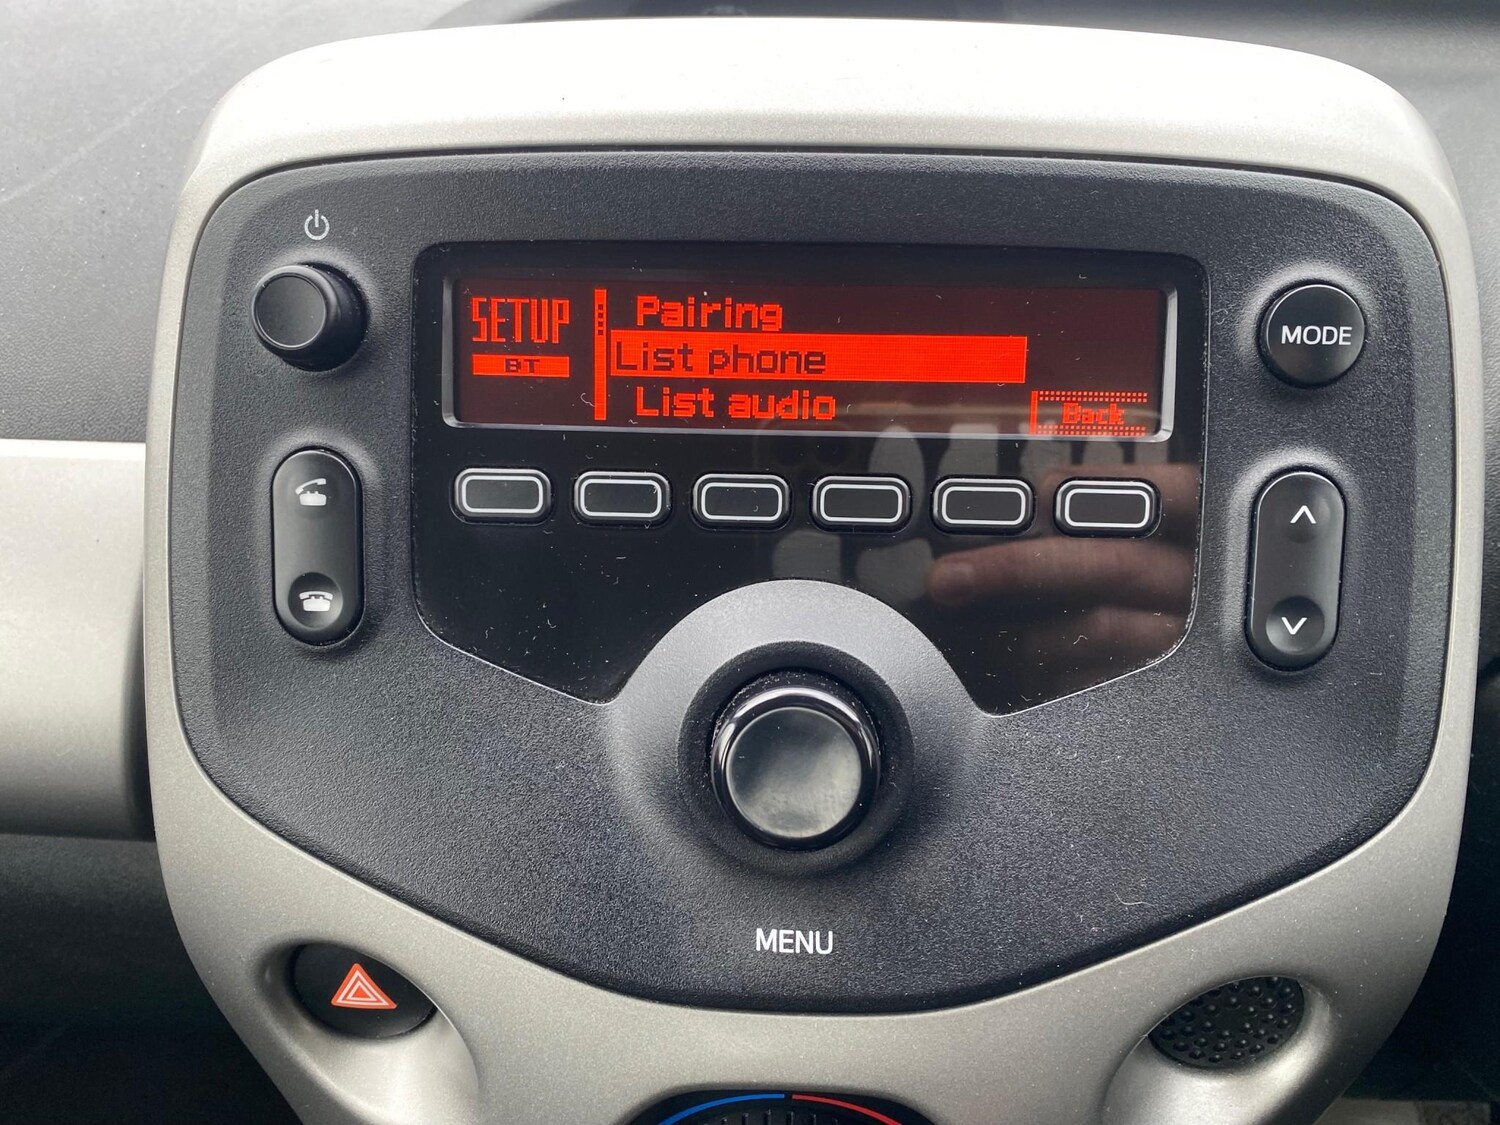 SETUP
BT
Pairing
List phone
List audio
Back
MODE
MENU